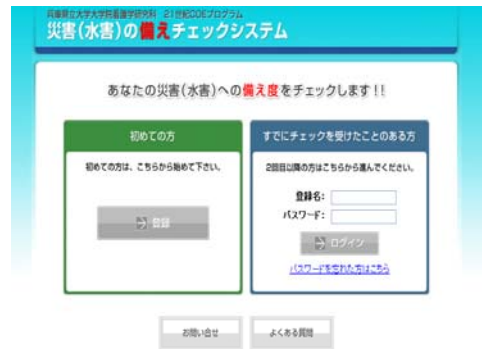 兵庫県立大学大学院看護学研究科 21世紀COEプログラム
災害(水害)の備えチェックシステム
あなたの災害(水害)への備え度をチェックします!!
初めての方
初めての方は、こちらから始めて下さい。
登録
すでにチェックを受けたことのある方
2回目以降の方はこちらから進んでください。
登録名:
パスワード:
ログイン
パスワードを忘れた方はこちら
お問い合せ
よくある質問